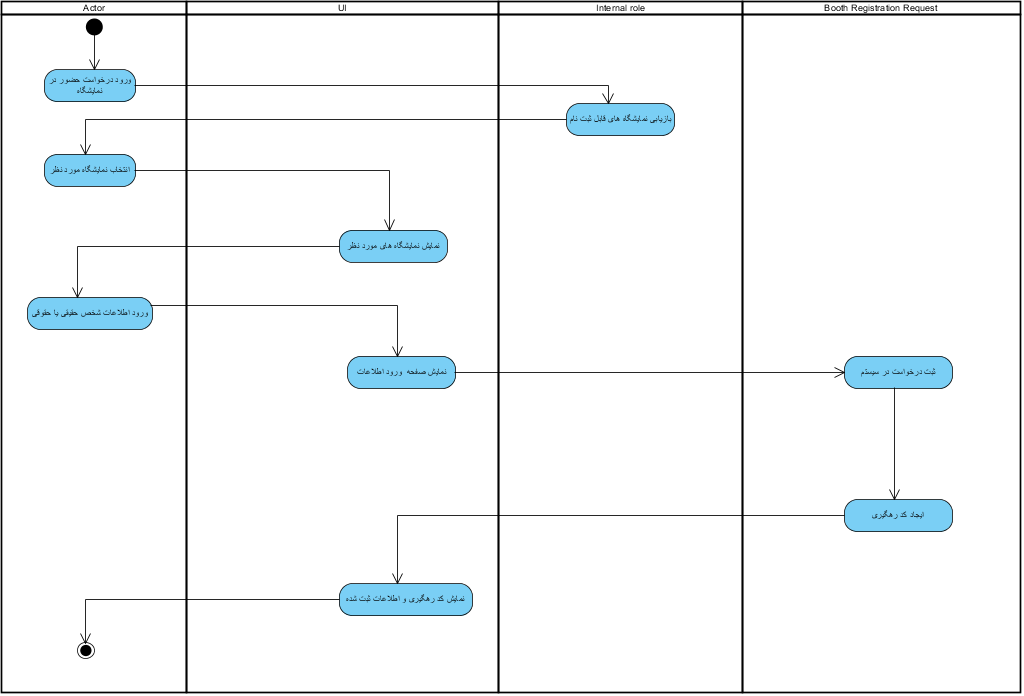 Actor
UI
Internal role
Booth Registration Request
ورود درخواست حضور در
نمایشگاه
بازیابی نمایشگاه های قابل ثبت نام
انتخاب نمایشگاه مورد نظر
نمایش نمایشگاه های مورد نظر
ورود اطلاعات شخص حقیقی یا حقوقی
نمایش صفحه ورود اطلاعات
ثبت درخواست در سیستم
ایجاد کد رهگیری
نمایش کد رهگیری و اطلاعات ثبت شده